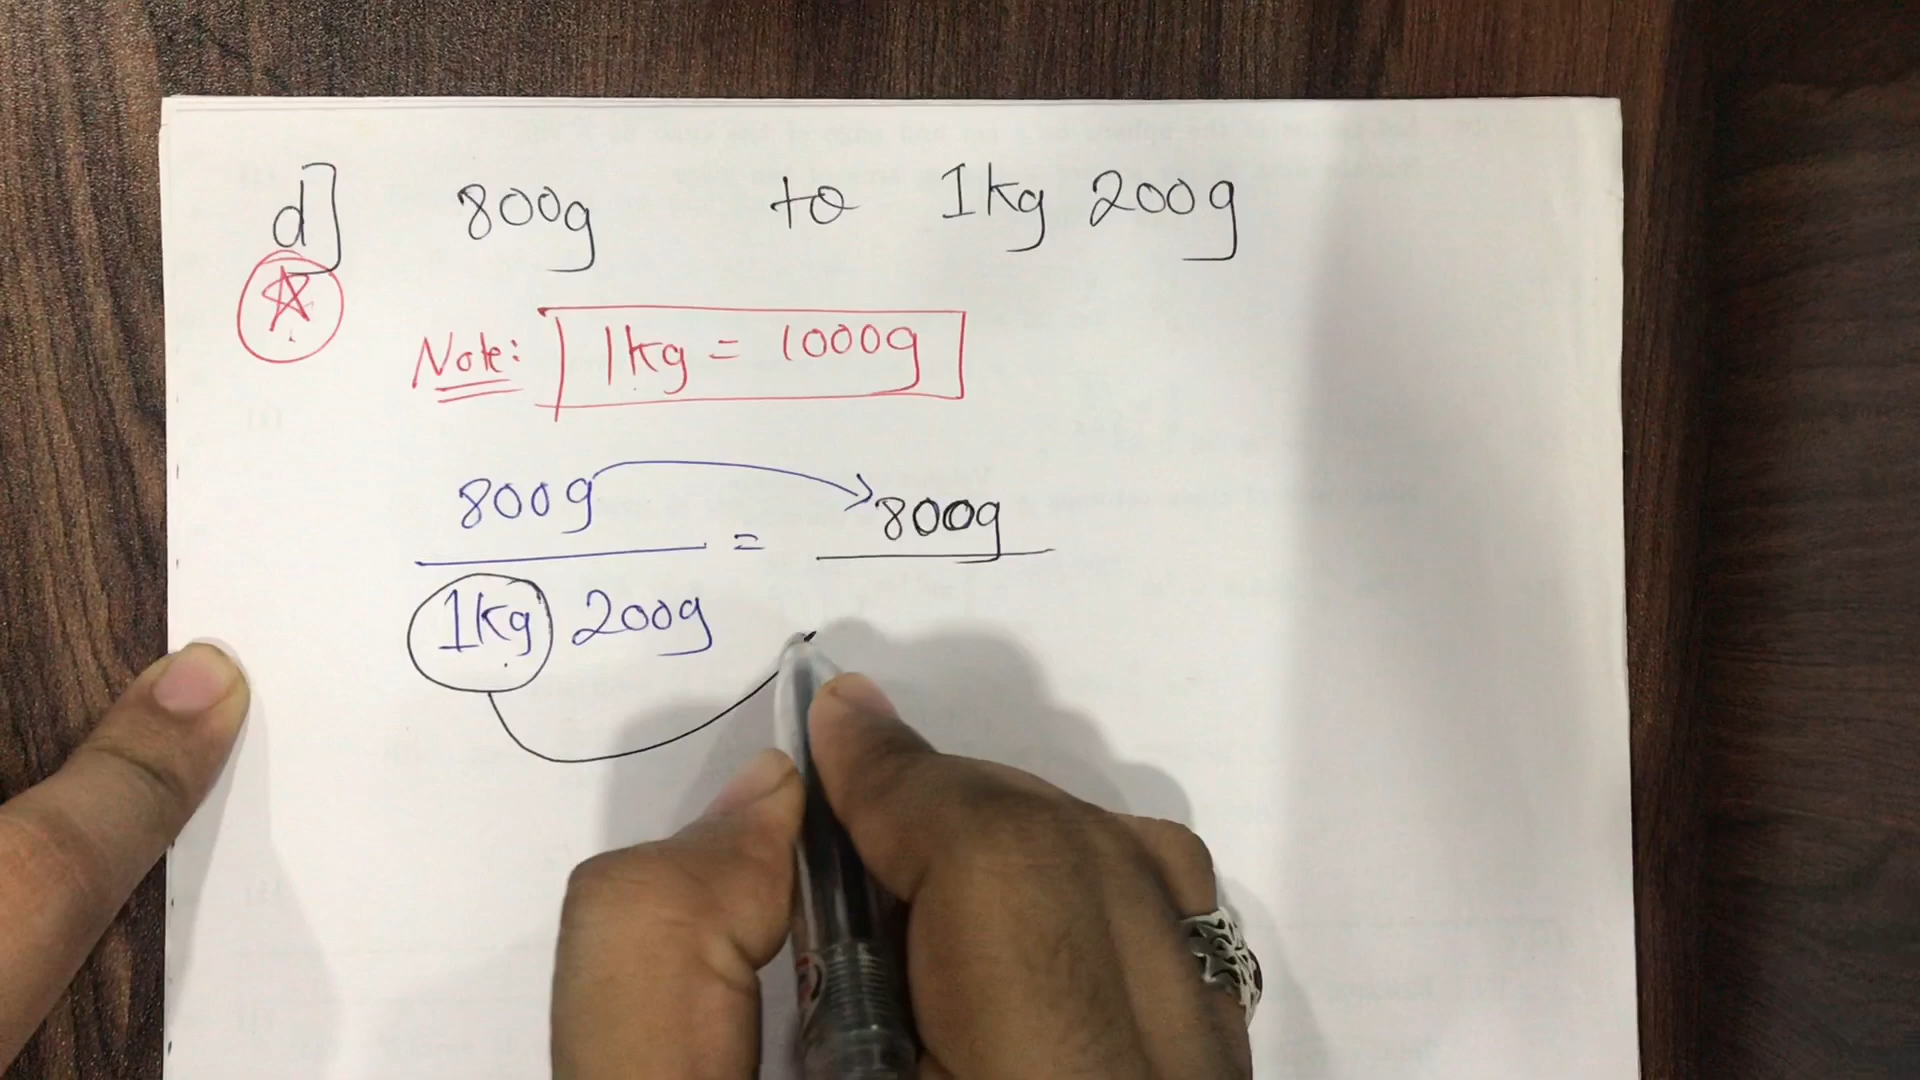 d] 800g to 1kg 200g
Note: 1kg = 1000g
800g = 800g
1kg 200g